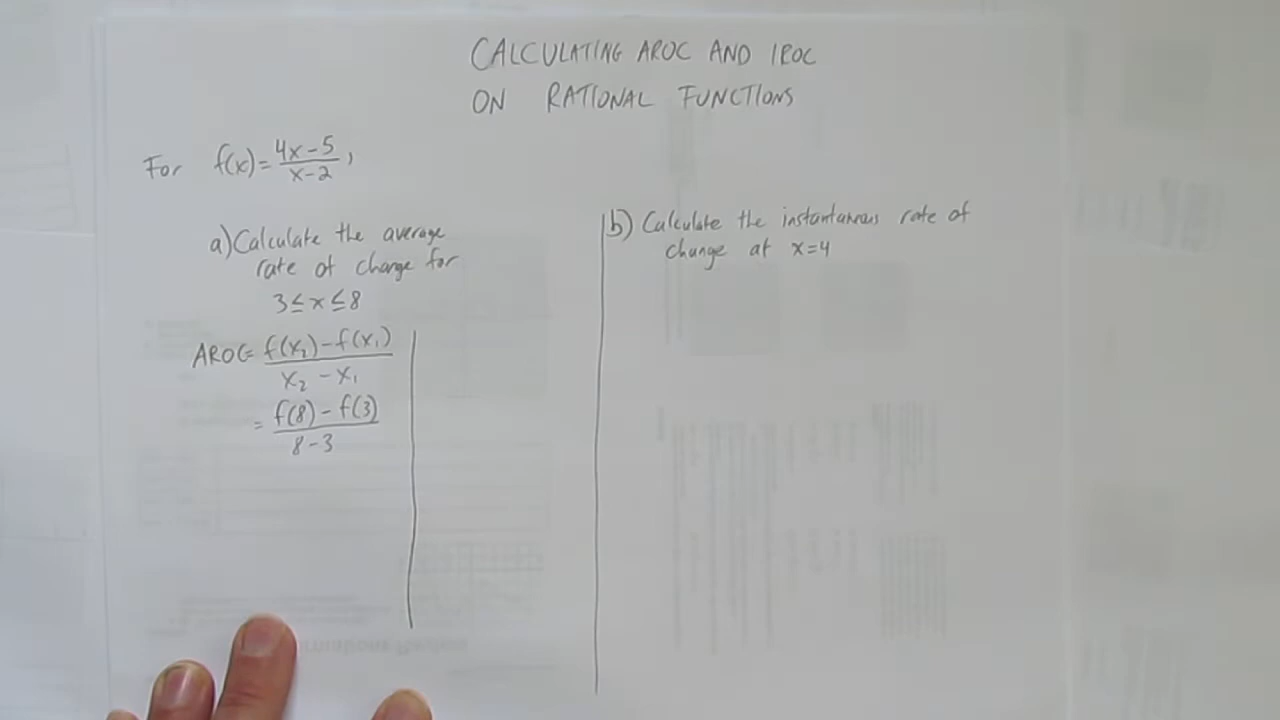 CALCULATING AROC AND IROC
ON RATIONAL FUNCTIONS
For f(x) = 4x-5 / x-2 ,
a) Calculate the average
rate of change for
3 ≤ x ≤ 8
AROC = f(x₂) - f(x₁) / x₂ - x₁
= f(8) - f(3) / 8 - 3
b) Calculate the instantaneous rate of
change at x=4